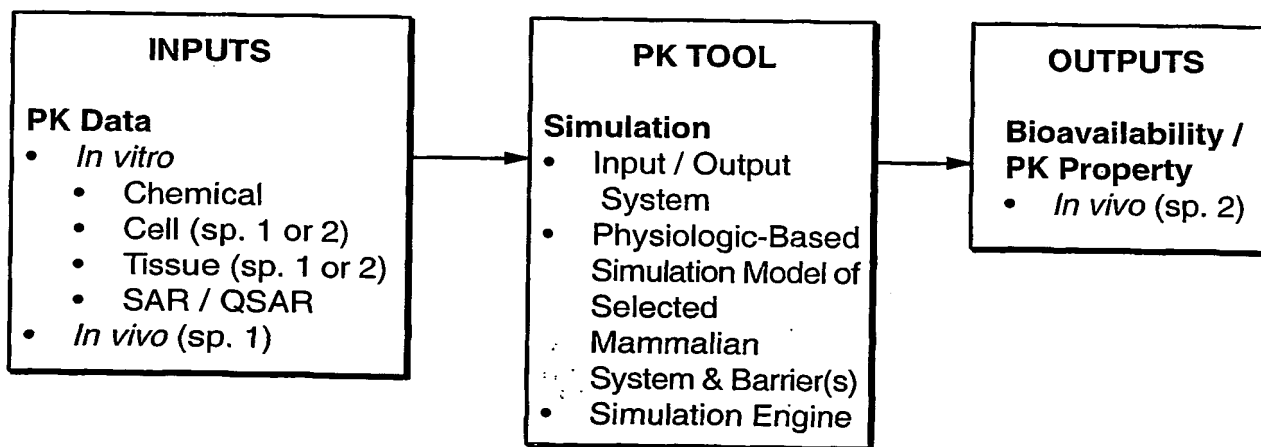 INPUTS
PK Data
• In vitro
• Chemical
• Cell (sp. 1 or 2)
• Tissue (sp. 1 or 2)
• SAR / QSAR
• In vivo (sp. 1)
PK TOOL
Simulation
• Input / Output
System
• Physiologic-Based
Simulation Model of
Selected
Mammalian
System & Barrier(s)
• Simulation Engine
OUTPUTS
Bioavailability /
PK Property
• In vivo (sp. 2)